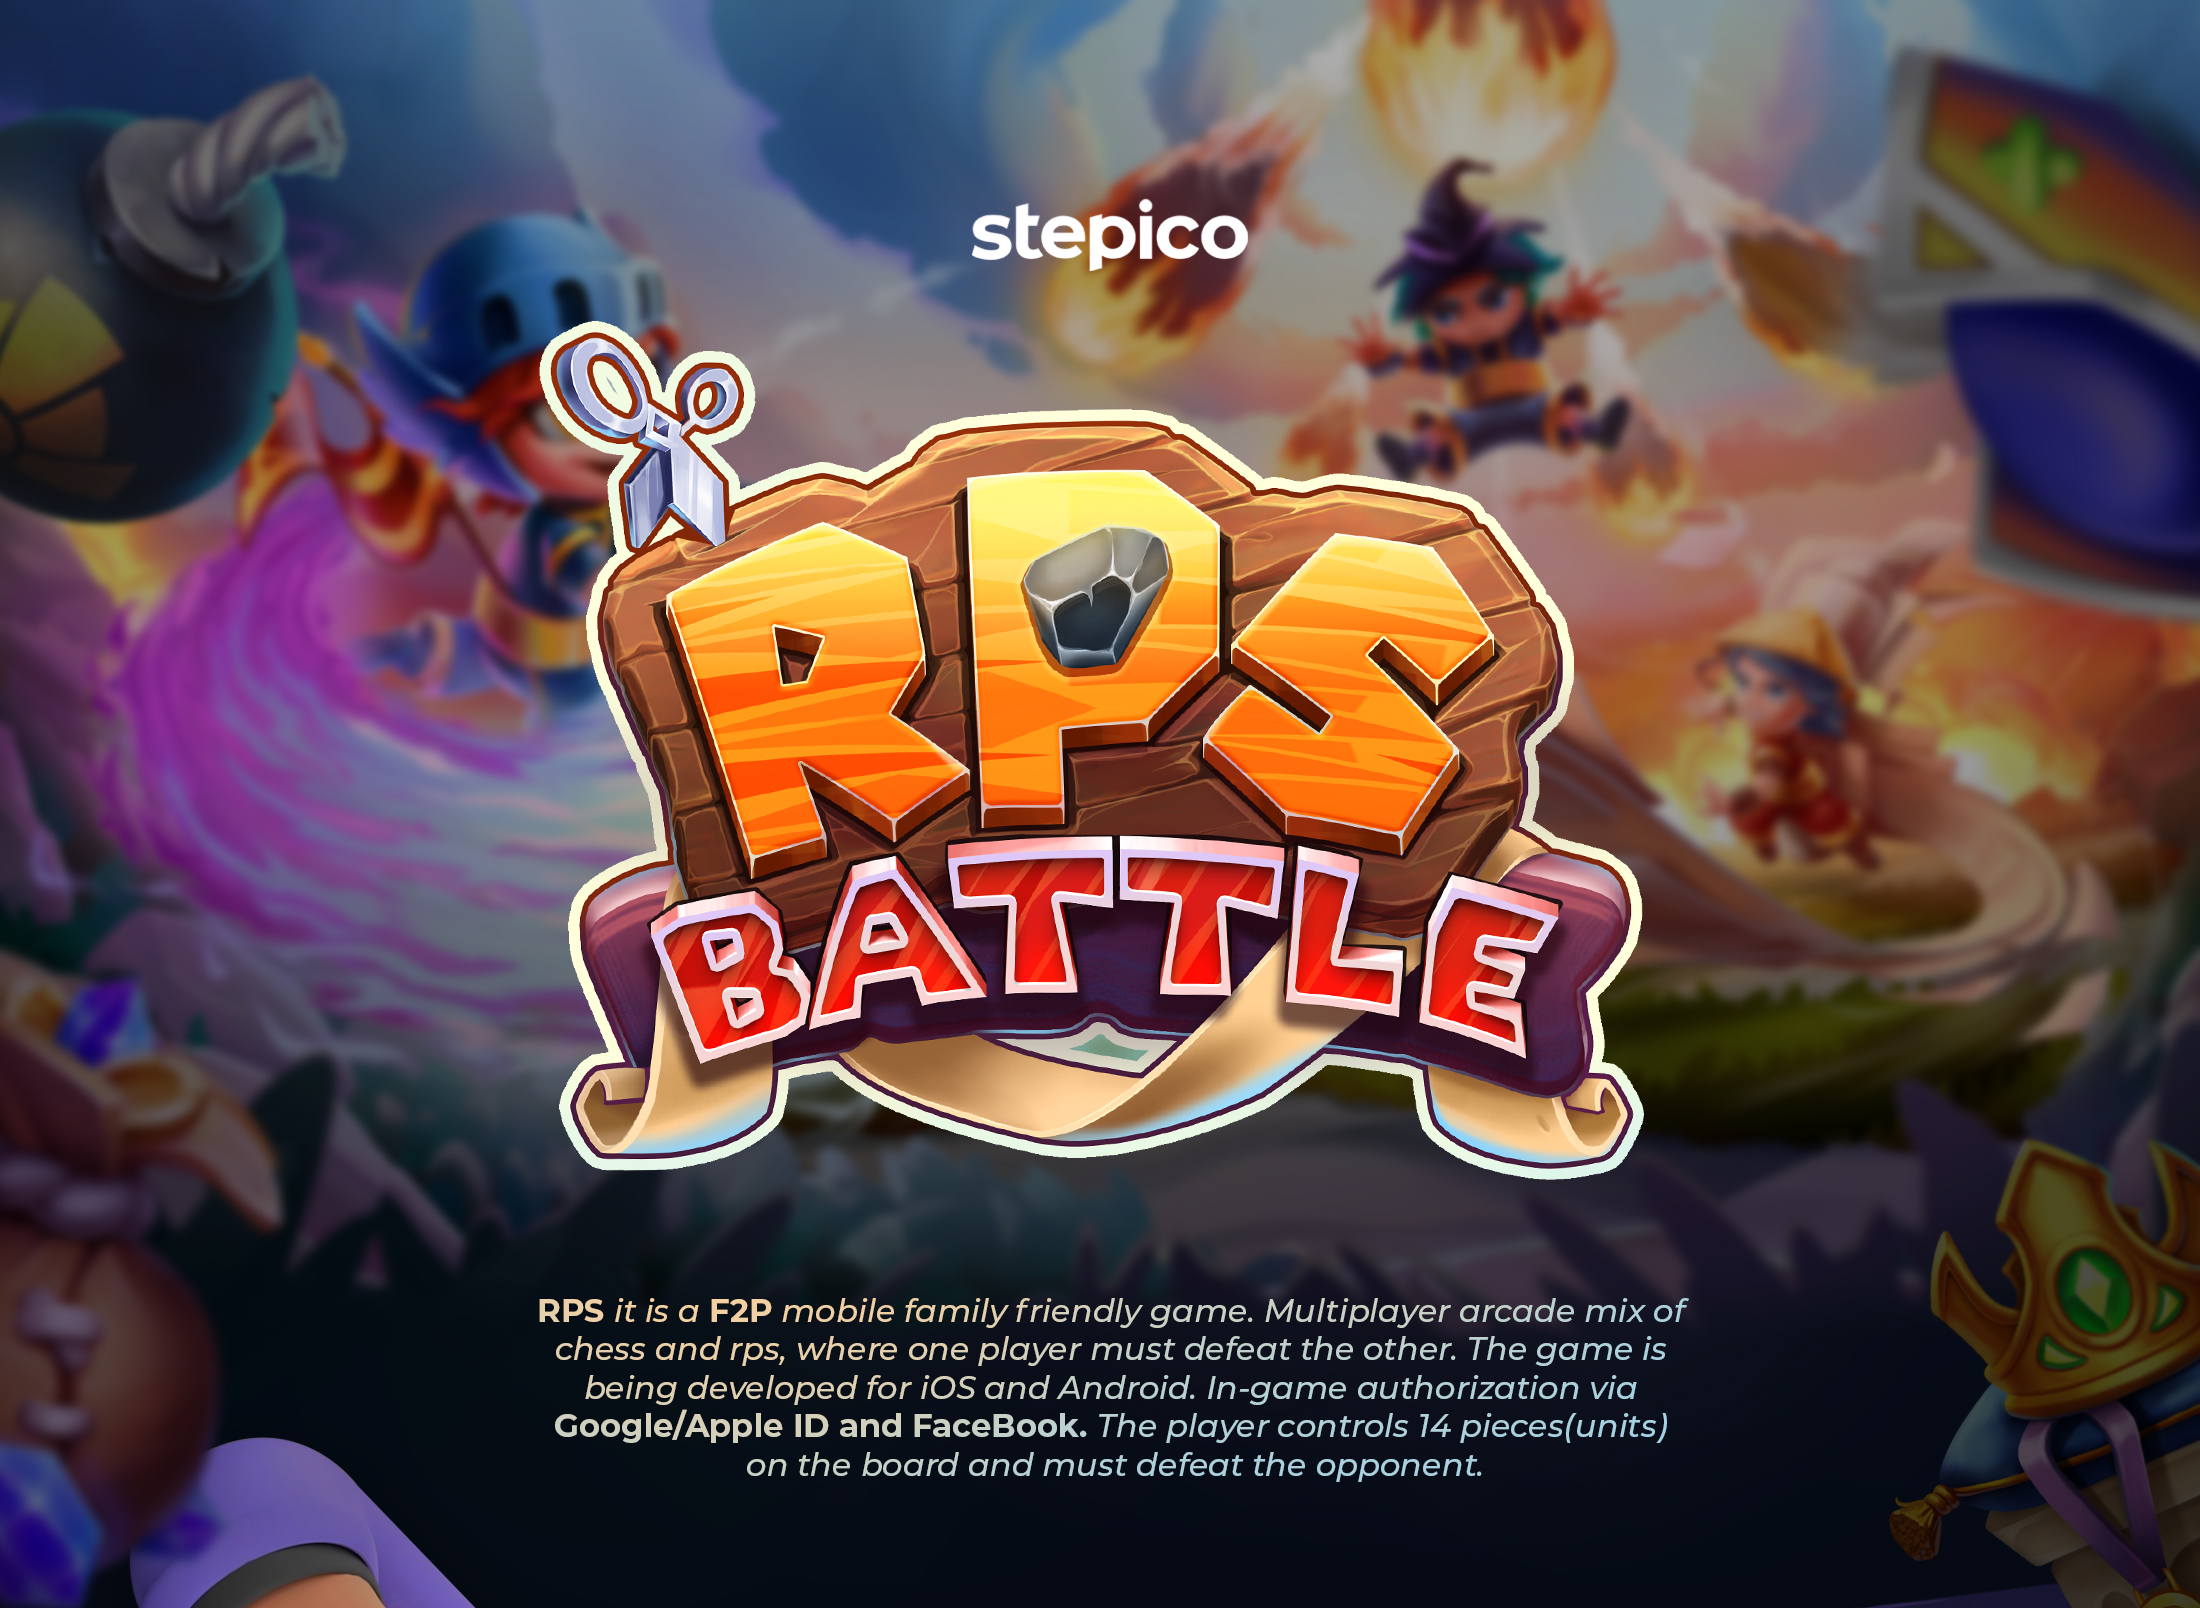 stepico
RPS
BATTLE
RPS it is a F2P mobile family friendly game. Multiplayer arcade mix of
chess and rps, where one player must defeat the other. The game is
being developed for iOS and Android. In-game authorization via
Google/Apple ID and FaceBook. The player controls 14 pieces(units)
on the board and must defeat the opponent.